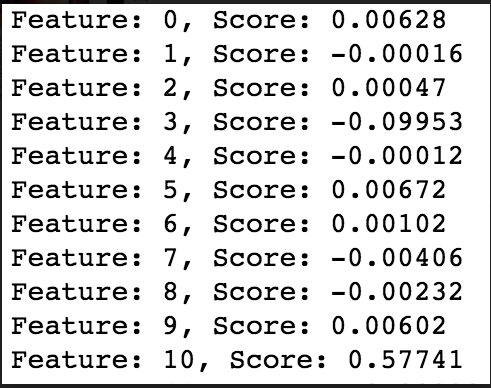 Feature: 0, Score: 0.00628
Feature: 1, Score: -0.00016
Feature: 2, Score: 0.00047
Feature: 3, Score: -0.09953
Feature: 4, Score: -0.00012
Feature: 5, Score: 0.00672
Feature: 6, Score: 0.00102
Feature: 7, Score: -0.00406
Feature: 8, Score: -0.00232
Feature: 9, Score: 0.00602
Feature: 10, Score: 0.57741